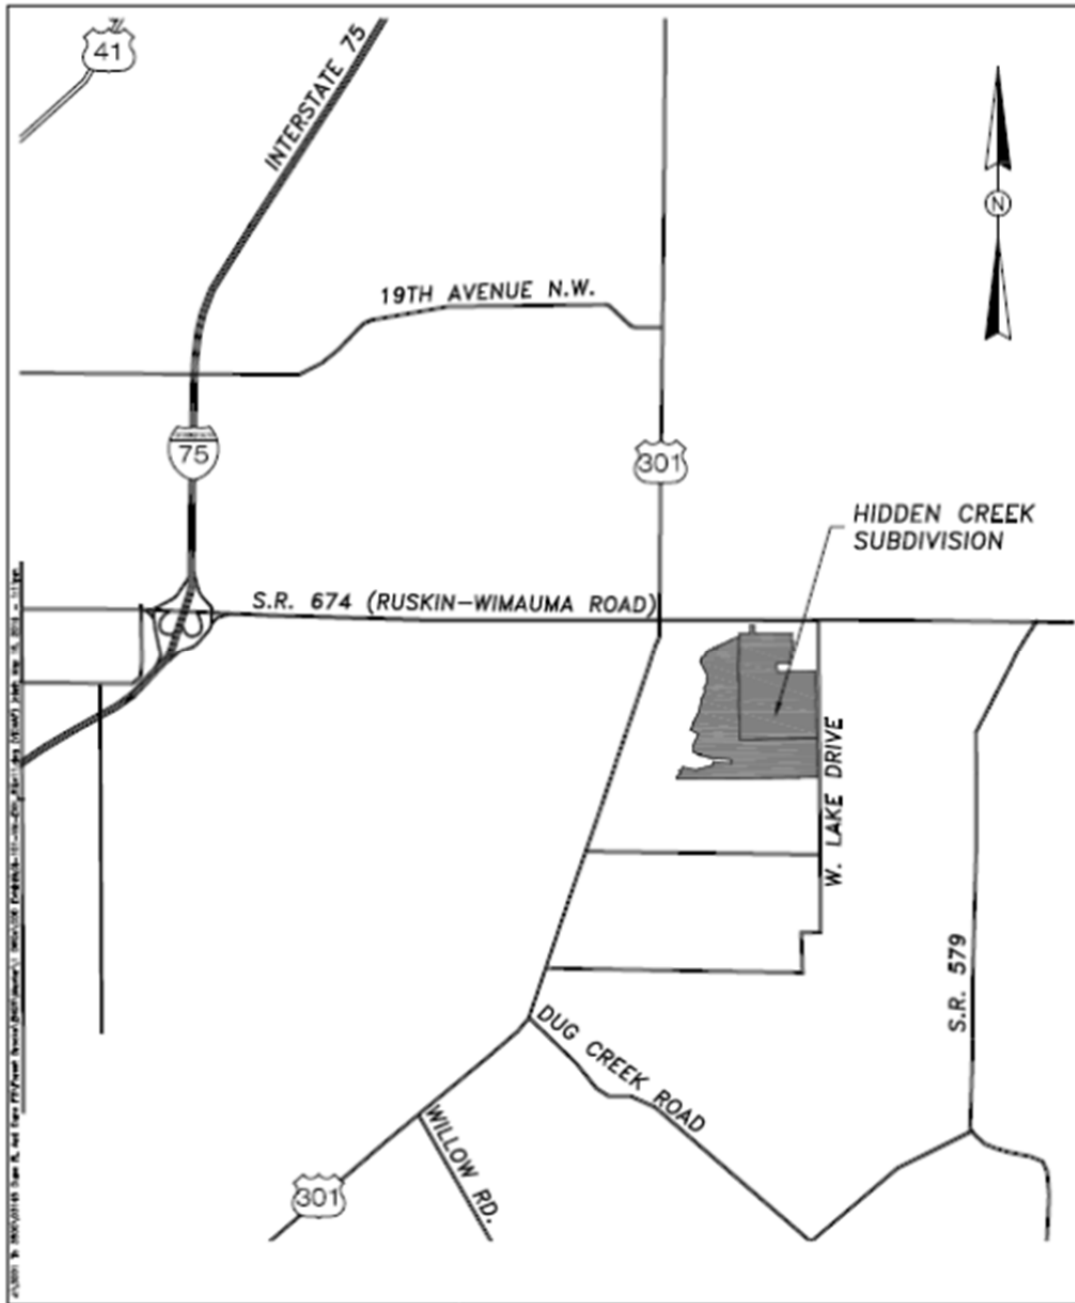 41
INTERSTATE 75
N
19TH AVENUE N.W.
75
301
HIDDEN CREEK
SUBDIVISION
S.R. 674 (RUSKIN-WIMAUMA ROAD)
W. LAKE DRIVE
S.R. 579
DUG CREEK ROAD
WILLOW RD.
301